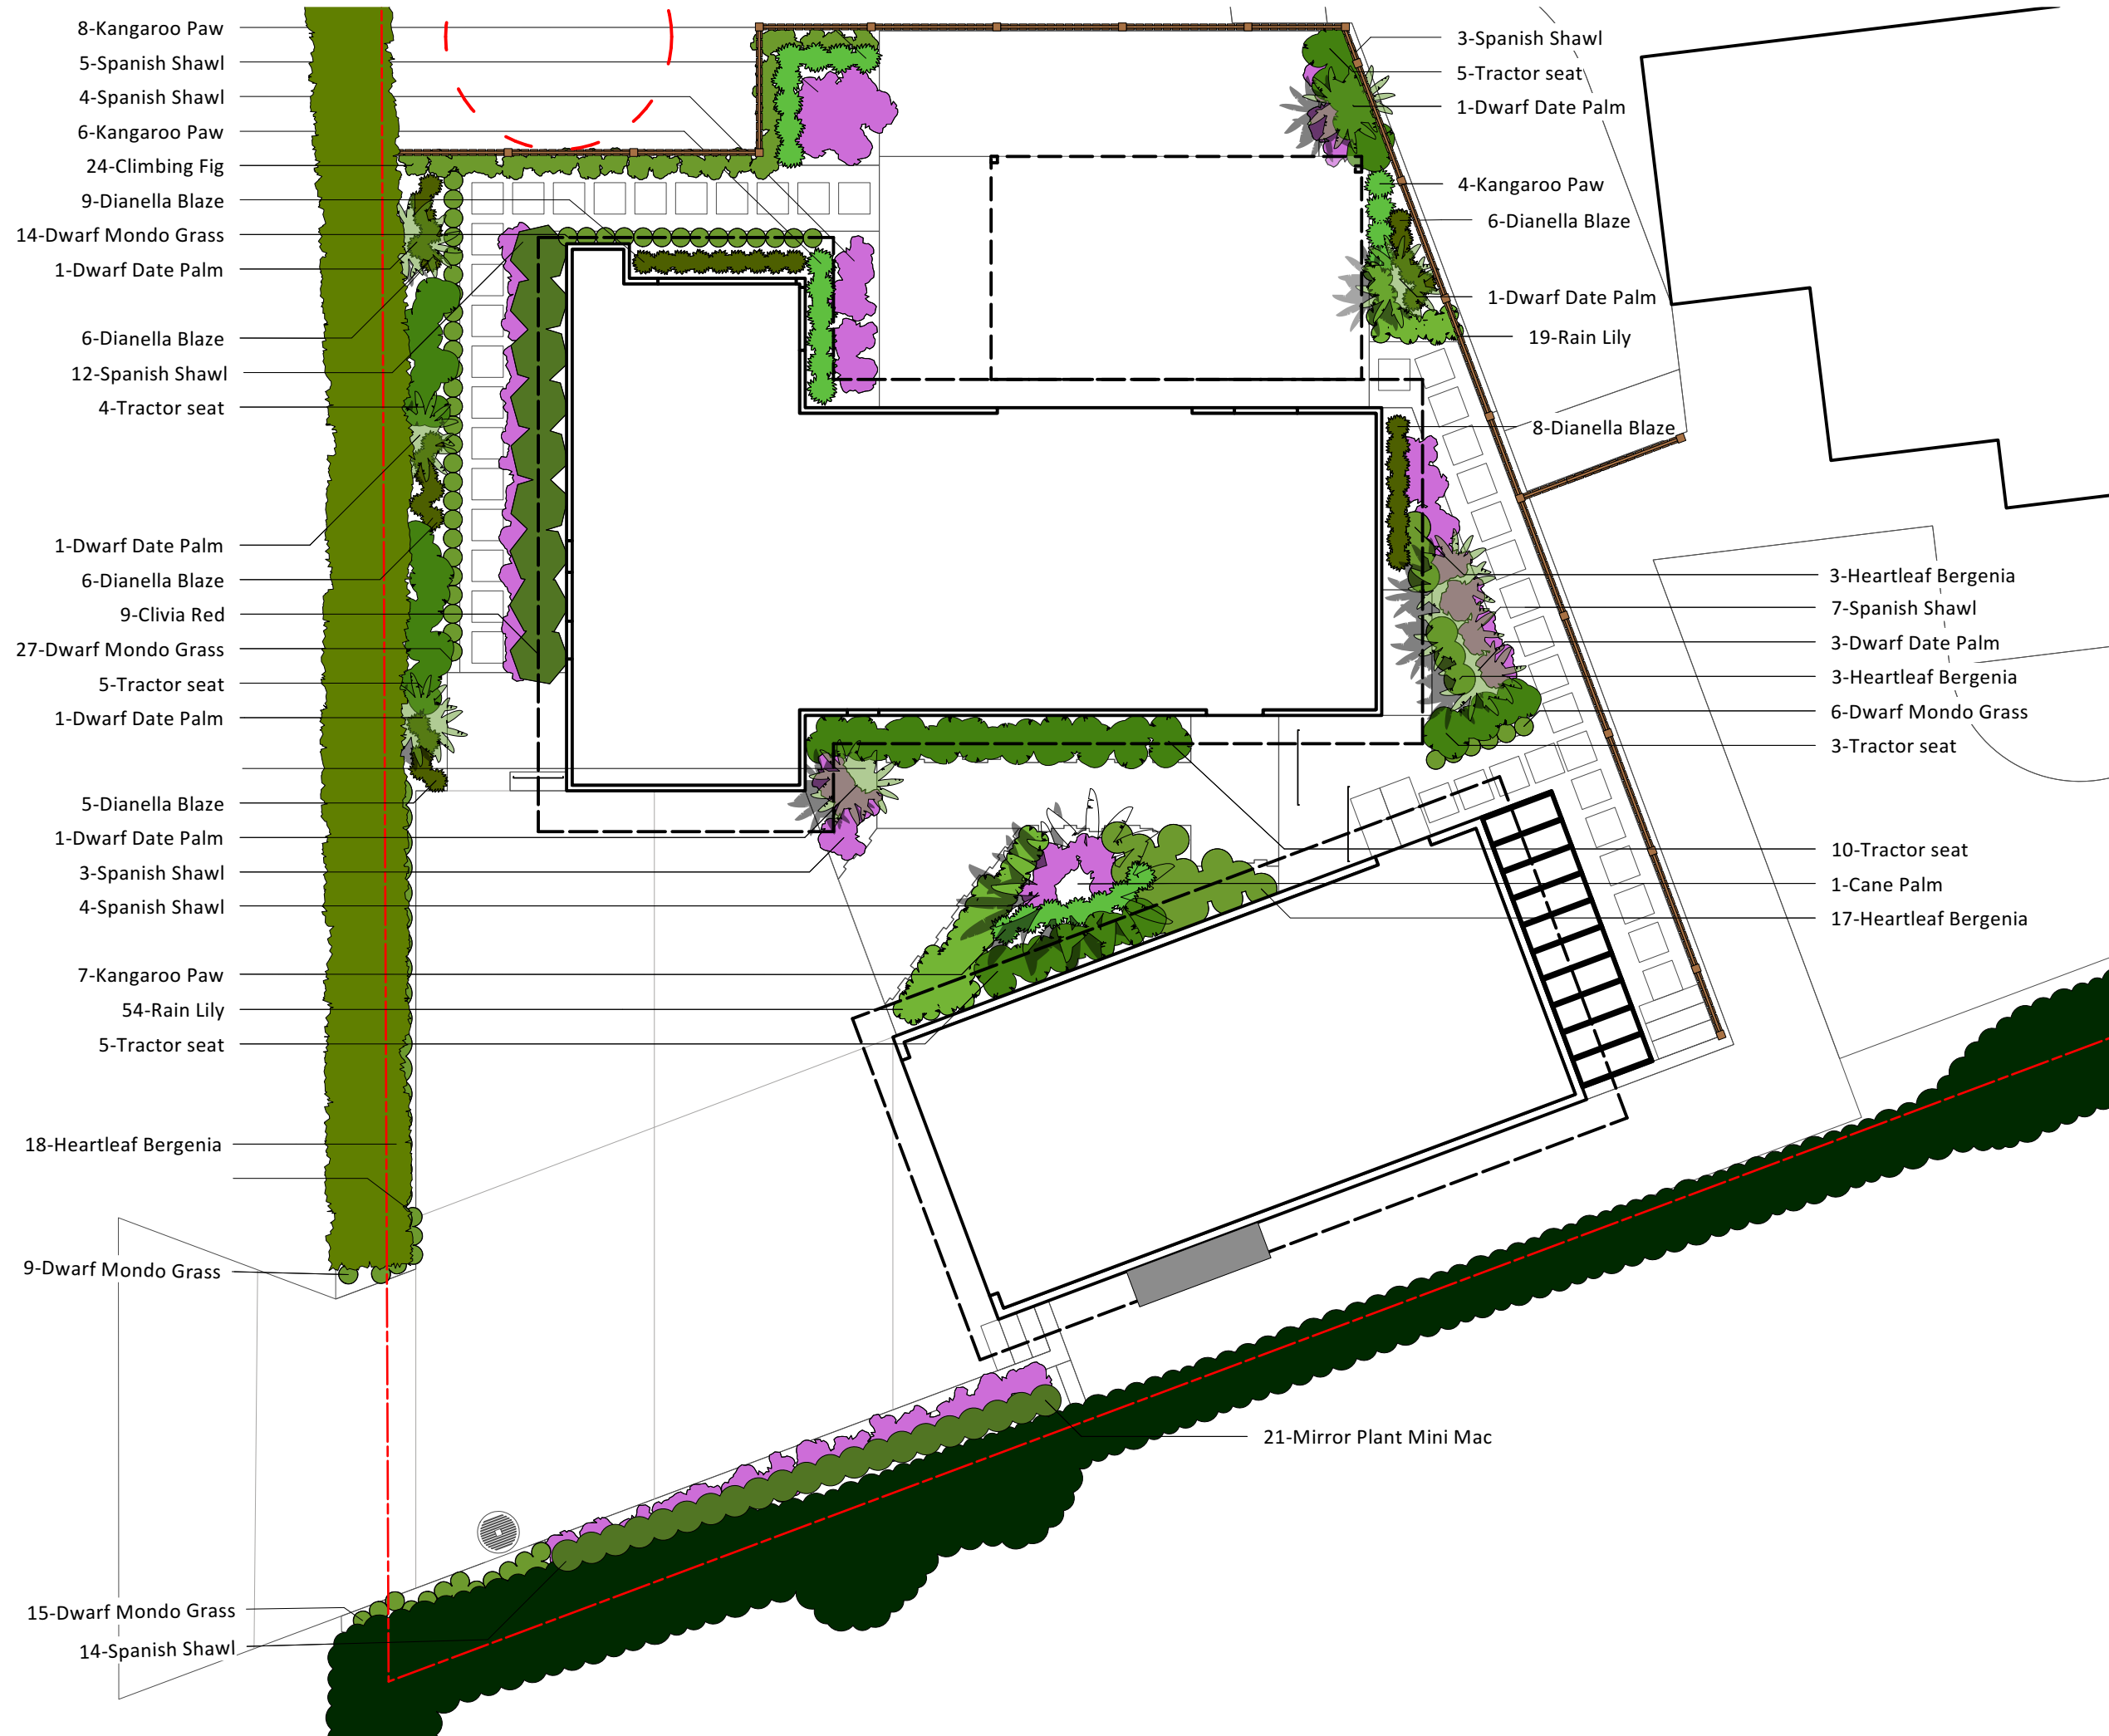 8-Kangaroo Paw
5-Spanish Shawl
4-Spanish Shawl
6-Kangaroo Paw
24-Climbing Fig
9-Dianella Blaze
14-Dwarf Mondo Grass
1-Dwarf Date Palm
6-Dianella Blaze
12-Spanish Shawl
4-Tractor seat
1-Dwarf Date Palm
6-Dianella Blaze
9-Clivia Red
27-Dwarf Mondo Grass
5-Tractor seat
1-Dwarf Date Palm
5-Dianella Blaze
1-Dwarf Date Palm
3-Spanish Shawl
4-Spanish Shawl
7-Kangaroo Paw
54-Rain Lily
5-Tractor seat
18-Heartleaf Bergenia
9-Dwarf Mondo Grass
15-Dwarf Mondo Grass
14-Spanish Shawl
3-Spanish Shawl
5-Tractor seat
1-Dwarf Date Palm
4-Kangaroo Paw
6-Dianella Blaze
1-Dwarf Date Palm
19-Rain Lily
8-Dianella Blaze
3-Heartleaf Bergenia
7-Spanish Shawl
3-Dwarf Date Palm
3-Heartleaf Bergenia
6-Dwarf Mondo Grass
3-Tractor seat
10-Tractor seat
1-Cane Palm
17-Heartleaf Bergenia
21-Mirror Plant Mini Mac